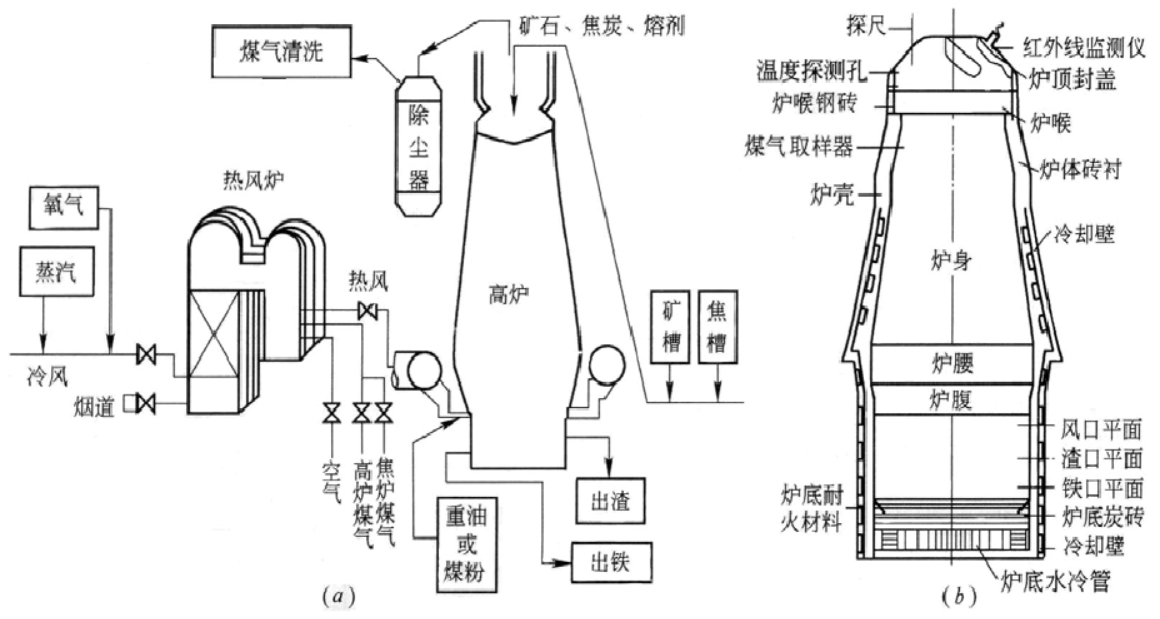 煤气清洗
矿石、焦炭、熔剂
除尘器
热风炉
氧气
蒸汽
冷风
烟道
热风
高炉
矿槽
焦槽
空气
高炉煤气
焦炉煤气
重油
或
煤粉
出渣
出铁
(a)
探尺
红外线监测仪
温度探测孔
炉顶封盖
炉喉钢砖
炉喉
煤气取样器
炉体砖衬
炉壳
冷却壁
炉身
炉腰
炉腹
风口平面
渣口平面
铁口平面
炉底耐
火材料
炉底炭砖
冷却壁
炉底水冷管
(b)